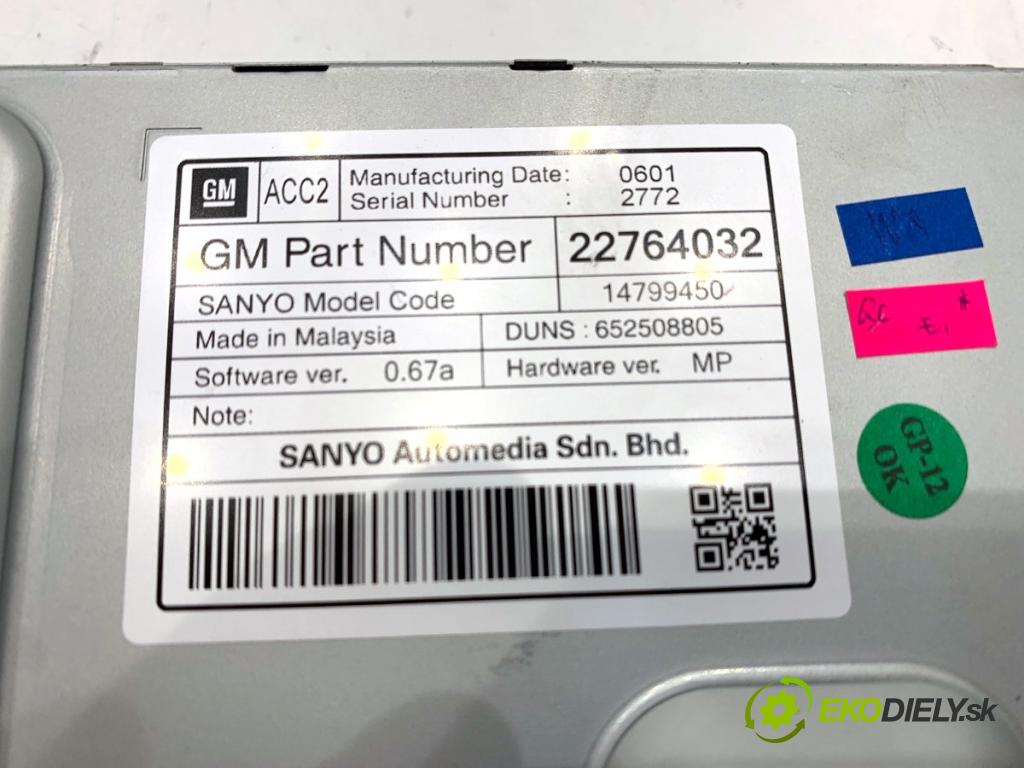 GM
ACC2
Manufacturing Date: 0601
Serial Number : 2772
GM Part Number 22764032
SANYO Model Code 14799450
Made in Malaysia DUNS : 652508805
Software ver. 0.67a Hardware ver. MP
Note:
SANYO Automedia Sdn. Bhd.
QC
E,
GP-12
OK
EKODIELY.sk